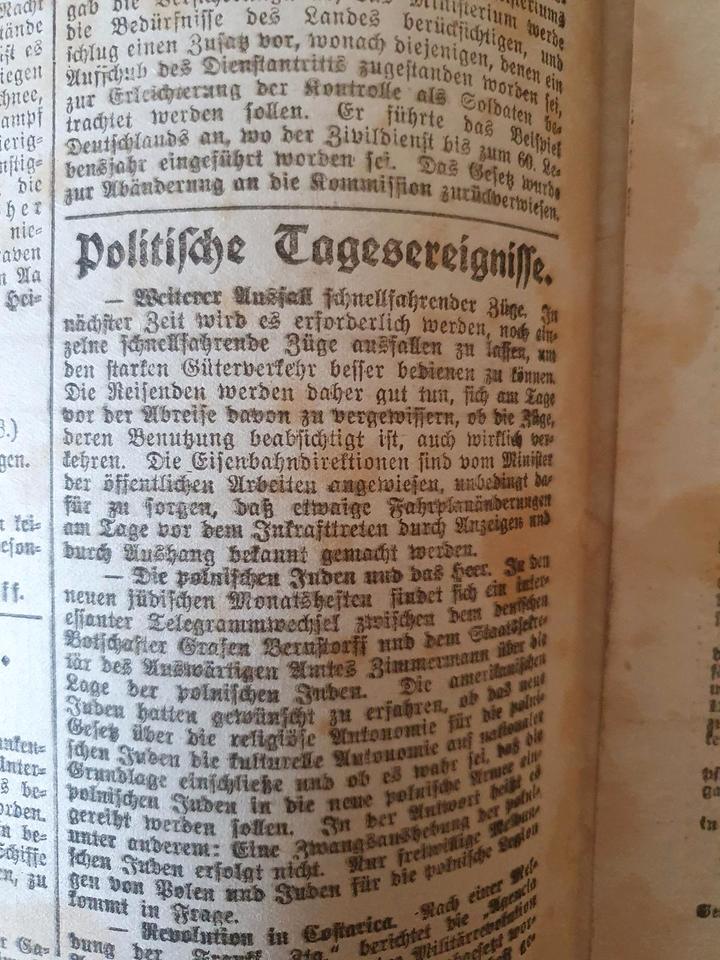 die Bedürfnisse des Landes berücksichtigen, und
schlug einen Zusatz vor, wonach diejenigen, denen ein
Aufschub des Dienstantritts zugestanden worden sei,
zur Erleichterung der Kontrolle als Soldaten be-
trachtet werden sollen. Er führte das Beispiel
Deutschlands an, wo der Zivildienst bis zum 60. Le-
bensjahr eingeführt worden sei. Das Gesetz wurde
zur Abänderung an die Kommission zurückverwiesen.
Politische Tagesereignisse.
— Weiterer Ausfall schnellfahrender Züge. In
nächster Zeit wird es erforderlich werden, noch ein-
zelne schnellfahrende Züge ausfallen zu lassen, um
den starken Güterverkehr besser bedienen zu können.
Die Reisenden werden daher gut tun, sich am Tage
vor der Abreise davon zu vergewissern, ob die Züge,
deren Benutzung beabsichtigt ist, auch wirklich ver-
kehren. Die Eisenbahndirektionen sind vom Minister
der öffentlichen Arbeiten angewiesen, unbedingt da-
für zu sorgen, daß etwaige Fahrplanänderungen
am Tage vor dem Inkrafttreten durch Anzeigen und
durch Aushang bekannt gemacht werden.
— Die polnischen Juden und das Heer. In den
neuen jüdischen Monatsheften findet sich ein inter-
essanter Telegrammwechsel zwischen dem deutschen
Botschafter Grafen Bernstorff und dem Staatssekre-
tär des Auswärtigen Amtes Zimmermann über die
Lage der polnischen Juden. Die amerikanischen
Juden hatten gewünscht zu erfahren, ob das neue
Gesetz über die religiöse Autonomie für die polni-
schen Juden die kulturelle Autonomie auf nationaler
Grundlage einschließe und ob es wahr sei, daß die
polnischen Juden in die neue polnische Armee ein-
gereiht werden sollen. In der Antwort heißt es
unter anderem: Eine Zwangsaushebung der polni-
schen Juden erfolgt nicht. Nur freiwillige Meldun-
gen von Polen und Juden für die polnische Legion
kommt in Frage.
— Revolution in Costarica. Nach einer Mel-
dung der Frankf. Ztg." berichtet die „Agencia
Militärrevolution